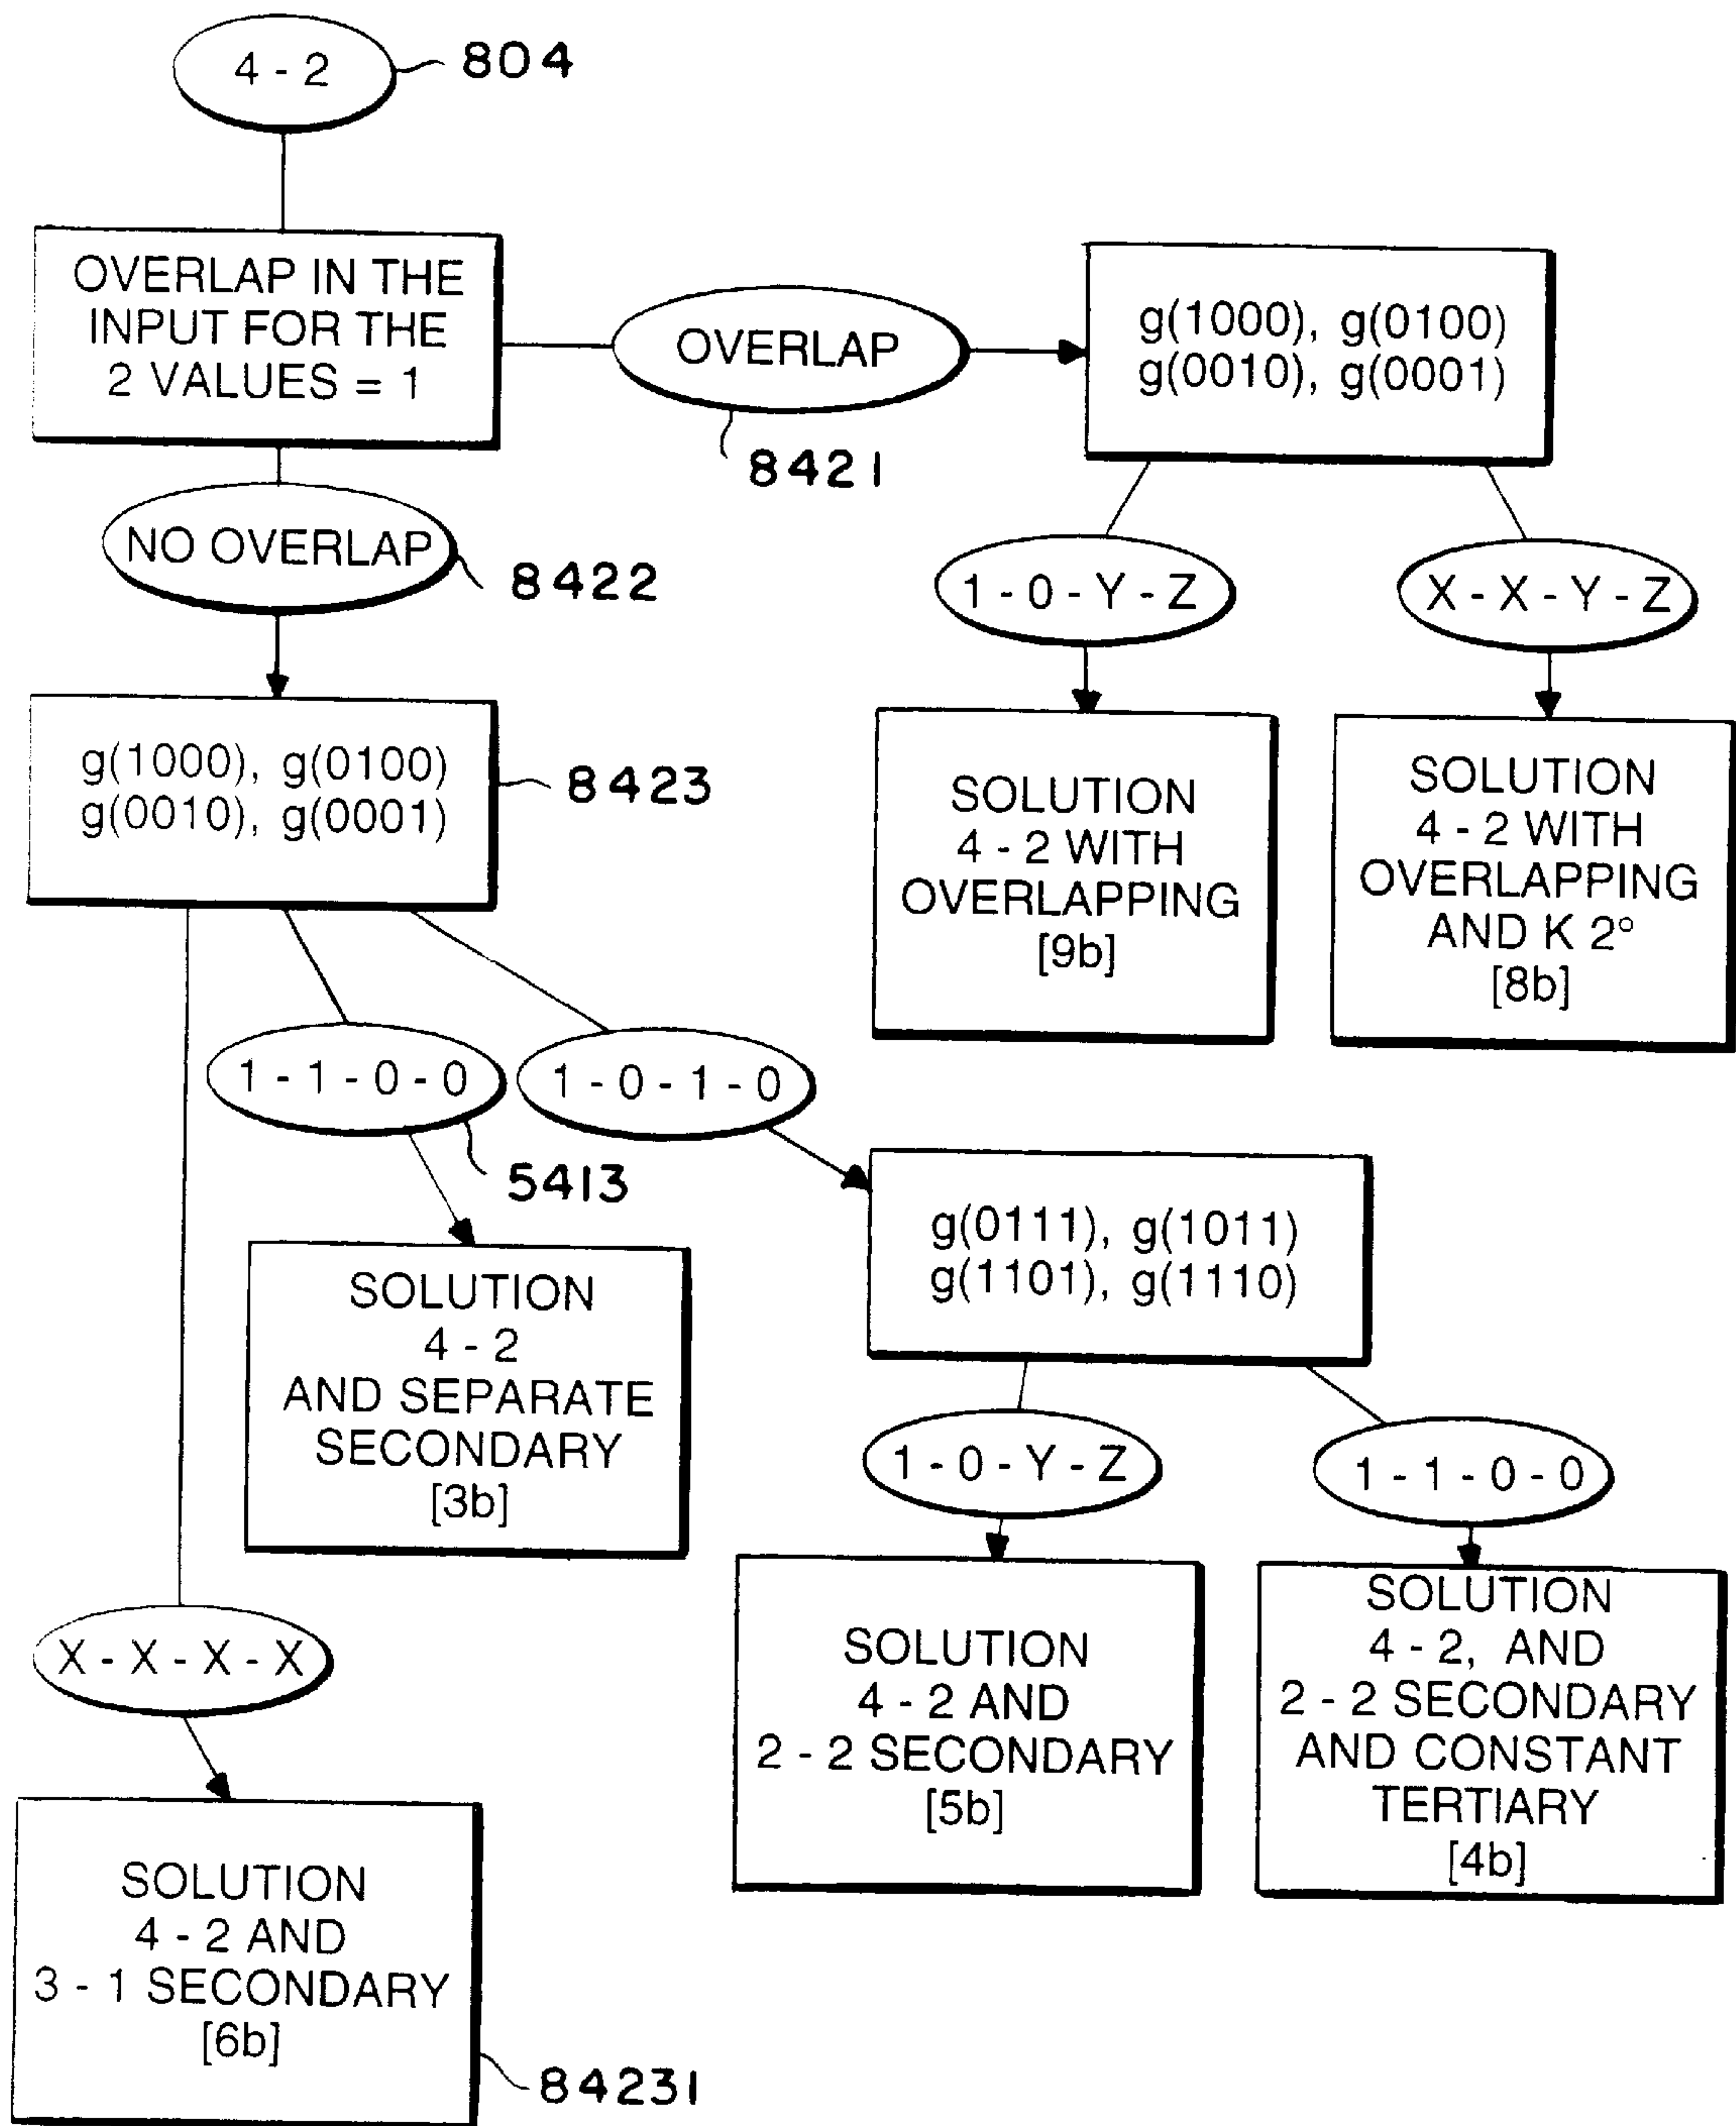 4 - 2
804
OVERLAP IN THE
INPUT FOR THE
2 VALUES = 1
OVERLAP
8421
g(1000), g(0100)
g(0010), g(0001)
NO OVERLAP
8422
1 - 0 - Y - Z
X - X - Y - Z
g(1000), g(0100)
g(0010), g(0001)
8423
SOLUTION
4 - 2 WITH
OVERLAPPING
[9b]
SOLUTION
4 - 2 WITH
OVERLAPPING
AND K 2°
[8b]
1 - 1 - 0 - 0
5413
1 - 0 - 1 - 0
g(0111), g(1011)
g(1101), g(1110)
SOLUTION
4 - 2
AND SEPARATE
SECONDARY
[3b]
1 - 0 - Y - Z
1 - 1 - 0 - 0
X - X - X - X
SOLUTION
4 - 2 AND
2 - 2 SECONDARY
[5b]
SOLUTION
4 - 2, AND
2 - 2 SECONDARY
AND CONSTANT
TERTIARY
[4b]
SOLUTION
4 - 2 AND
3 - 1 SECONDARY
[6b]
84231